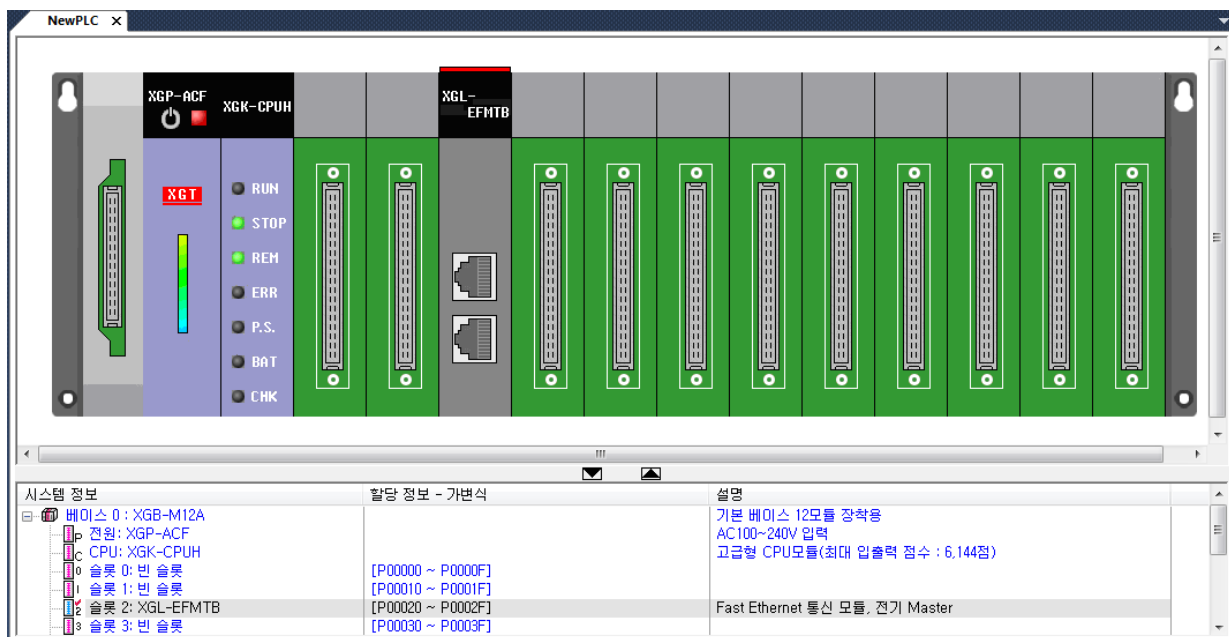 NewPLC X
XGP-ACF
XGK-CPUH
XGL-
EFMTB
XGT
RUN
STOP
REM
ERR
P.S.
BAT
CHK
시스템 정보 할당 정보 - 가변식 설명
베이스 0 : XGB-M12A 기본 베이스 12모듈 장착용
P 전원: XGP-ACF AC100~240V 입력
C CPU: XGK-CPUH 고급형 CPU모듈(최대 입출력 점수 : 6,144점)
0 슬롯 0: 빈 슬롯 [P00000 ~ P0000F]
1 슬롯 1: 빈 슬롯 [P00010 ~ P0001F]
2 슬롯 2: XGL-EFMTB [P00020 ~ P0002F] Fast Ethernet 통신 모듈, 전기 Master
3 슬롯 3: 빈 슬롯 [P00030 ~ P0003F]